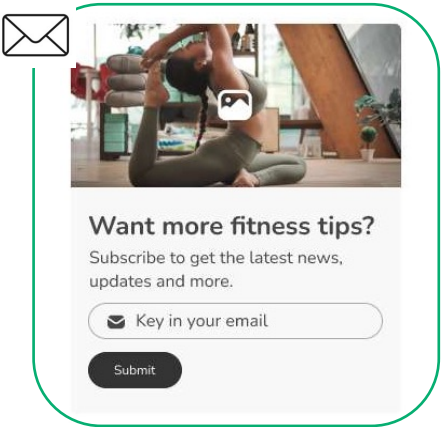 Want more fitness tips?
Subscribe to get the latest news,
updates and more.
Key in your email
Submit